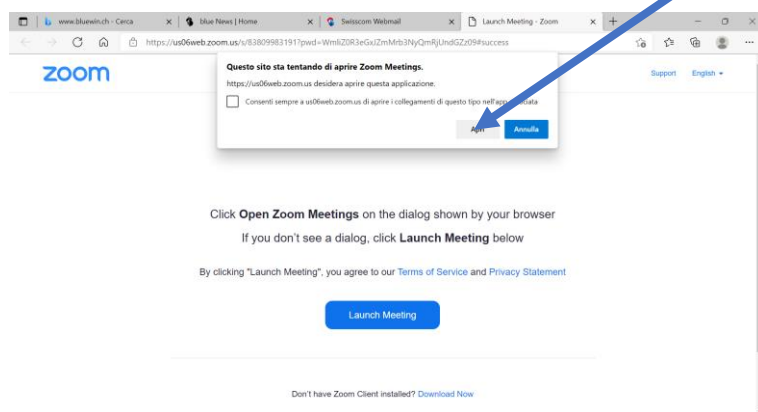 www.bluewin.ch - Cerca
blue News | Home
Swisscom Webmail
Launch Meeting - Zoom
https://us06web.zoom.us/s/83809983191?pwd=WmliZ0R3eGxJZmMrb3NyQmRjUndGZz09#success
zoom
Support English
Questo sito sta tentando di aprire Zoom Meetings.
https://us06web.zoom.us desidera aprire questa applicazione.
Consenti sempre a us06web.zoom.us di aprire i collegamenti di questo tipo nell'app
Apri Annulla
Click Open Zoom Meetings on the dialog shown by your browser
If you don't see a dialog, click Launch Meeting below
By clicking "Launch Meeting", you agree to our Terms of Service and Privacy Statement
Launch Meeting
Don't have Zoom Client installed? Download Now